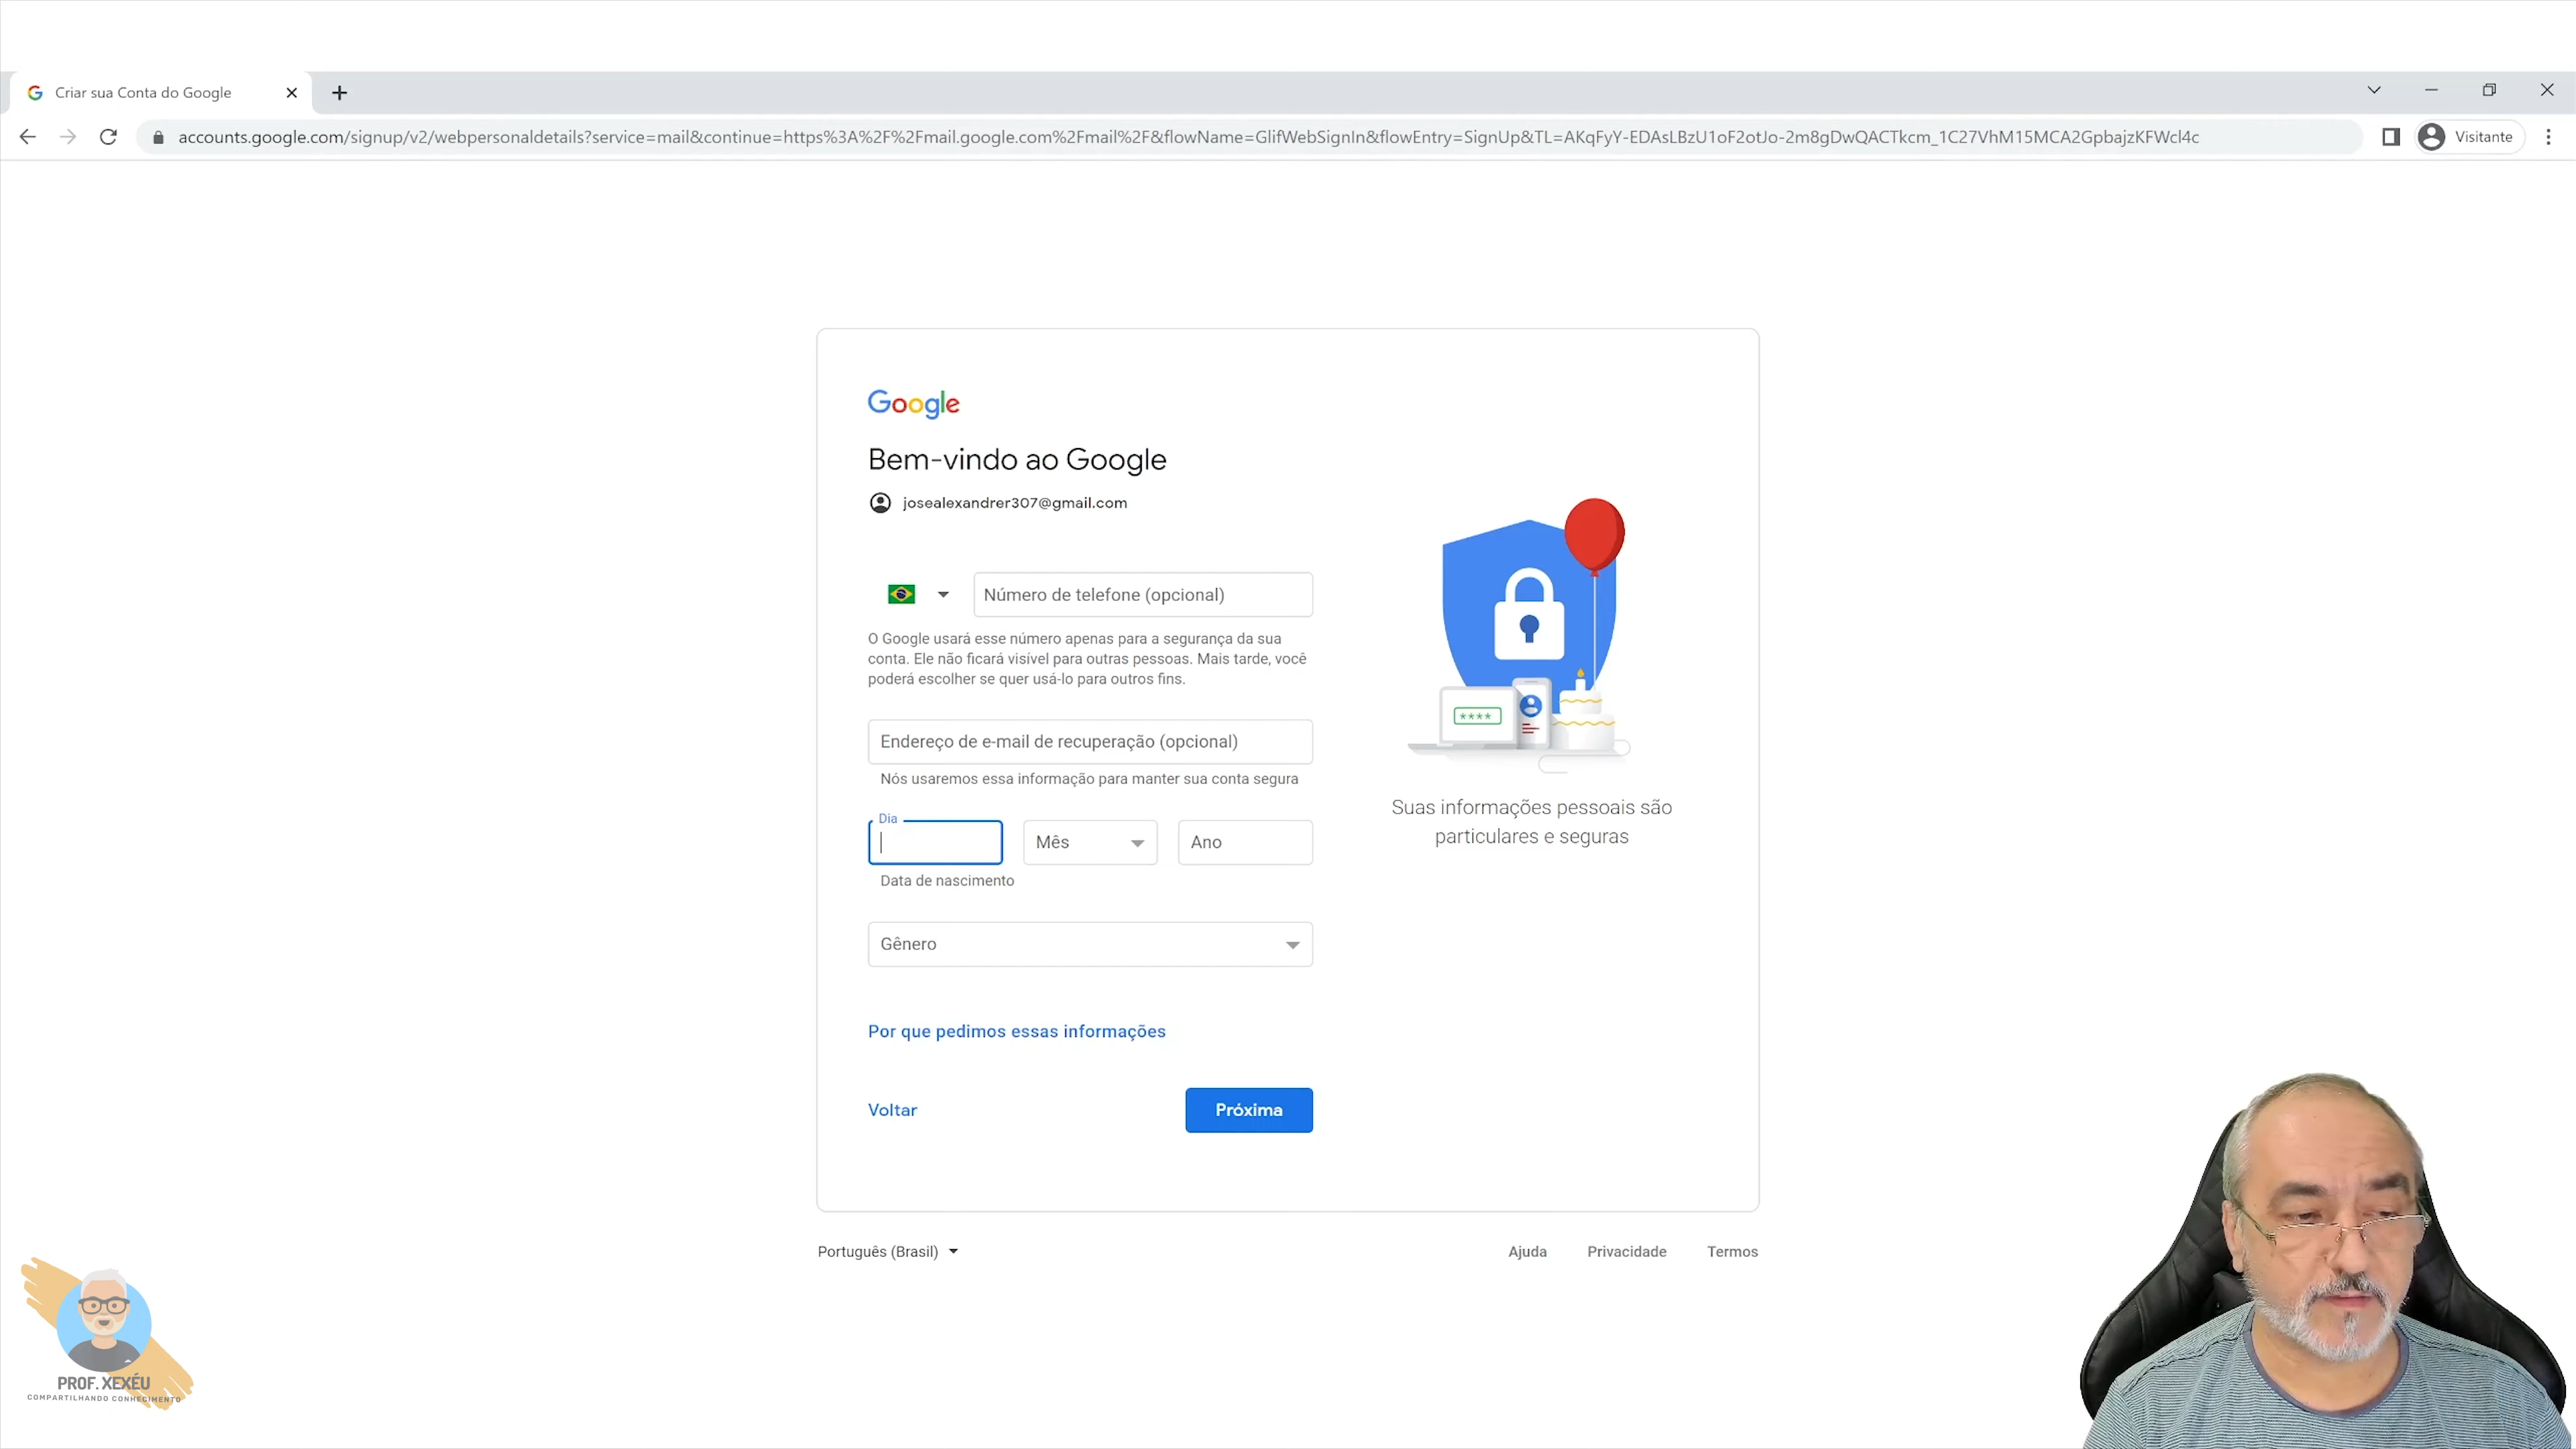 Criar sua Conta do Google
accounts.google.com/signup/v2/webpersonaldetails?service=mail&continue=https%3A%2F%2Fmail.google.com%2Fmail%2F&flowName=GlifWebSignIn&flowEntry=SignUp&TL=AKqFyY-EDAsLBzU1oF2otJo-2m8gDwQACTkcm_1C27VhM15MCA2GpbajzKFWcl4c
Visitante
Google
Bem-vindo ao Google
josealexandrer307@gmail.com
Número de telefone (opcional)
O Google usará esse número apenas para a segurança da sua
conta. Ele não ficará visível para outras pessoas. Mais tarde, você
poderá escolher se quer usá-lo para outros fins.
Endereço de e-mail de recuperação (opcional)
Nós usaremos essa informação para manter sua conta segura
Dia
Mês
Ano
Data de nascimento
Gênero
Por que pedimos essas informações
Voltar
Próxima
****
Suas informações pessoais são
particulares e seguras
Português (Brasil)
Ajuda
Privacidade
Termos
PROF. XEXÉU
COMPARTILHANDO CONHECIMENTO